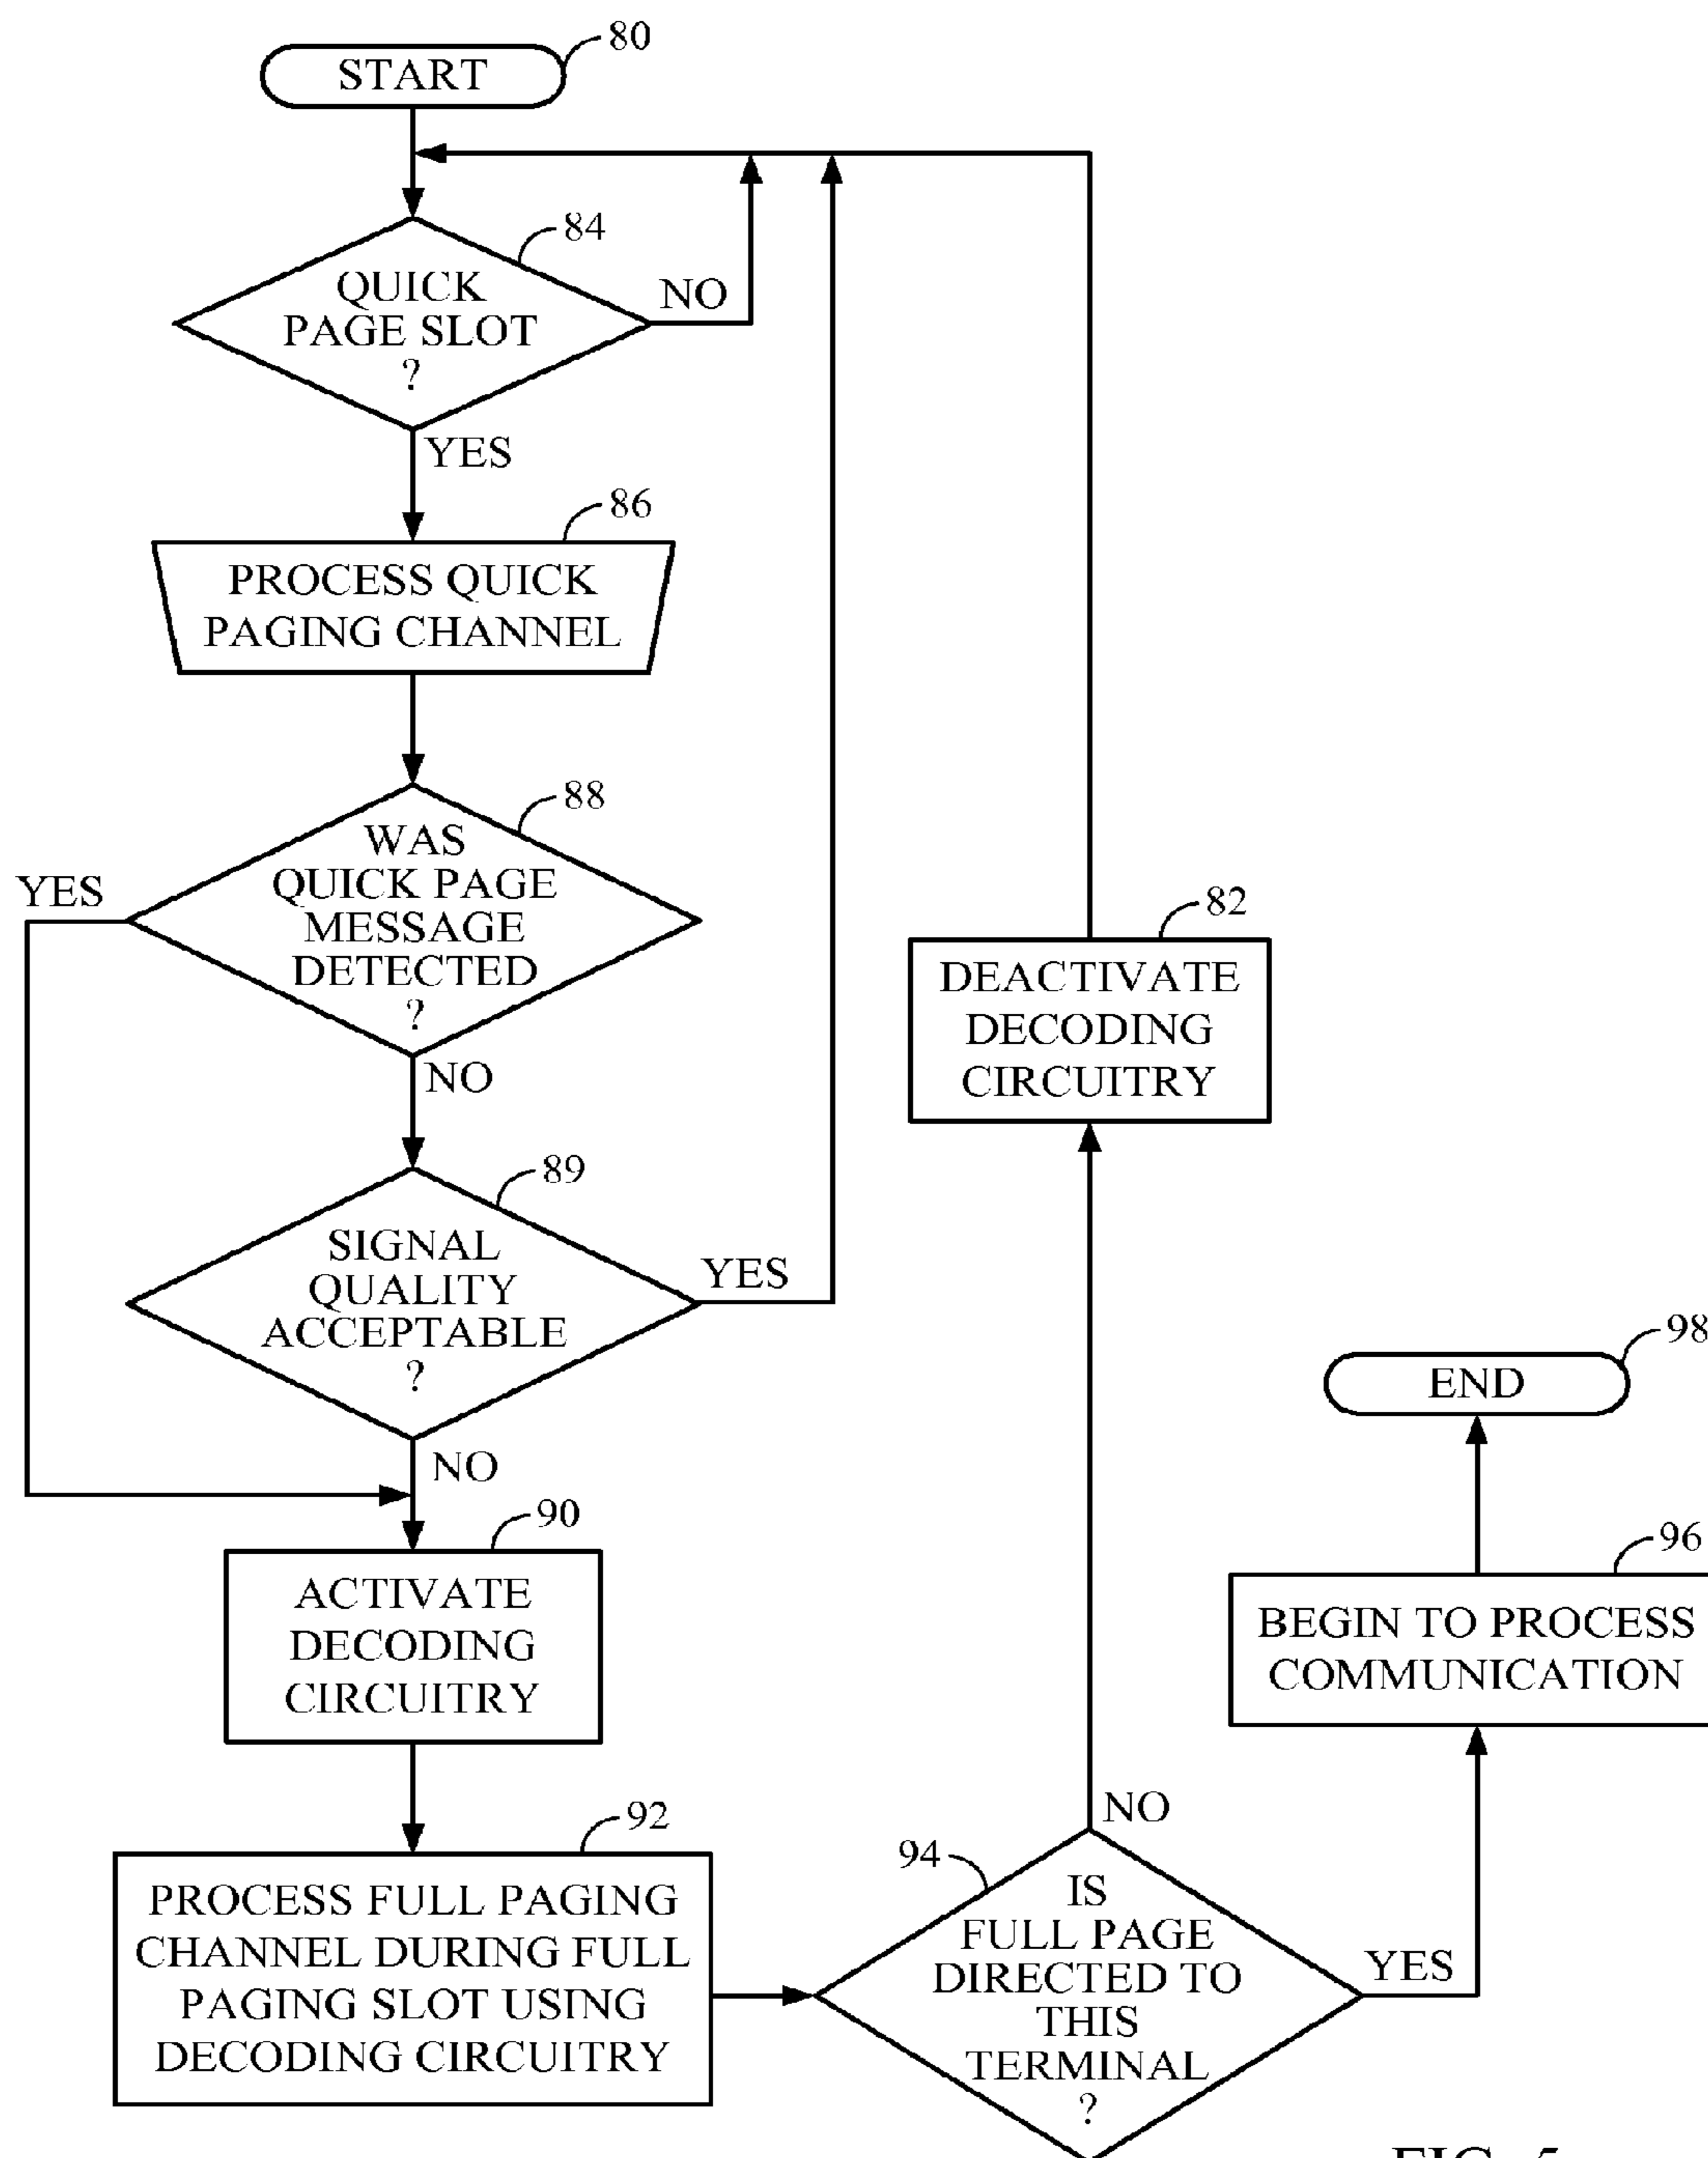 80
START
84
QUICK
PAGE SLOT
?
NO
YES
86
PROCESS QUICK
PAGING CHANNEL
88
WAS
QUICK PAGE
MESSAGE
DETECTED
?
YES
NO
82
DEACTIVATE
DECODING
CIRCUITRY
89
SIGNAL
QUALITY
ACCEPTABLE
?
YES
NO
98
END
90
ACTIVATE
DECODING
CIRCUITRY
96
BEGIN TO PROCESS
COMMUNICATION
92
PROCESS FULL PAGING
CHANNEL DURING FULL
PAGING SLOT USING
DECODING CIRCUITRY
NO
94
IS
FULL PAGE
DIRECTED TO
THIS
TERMINAL
?
YES